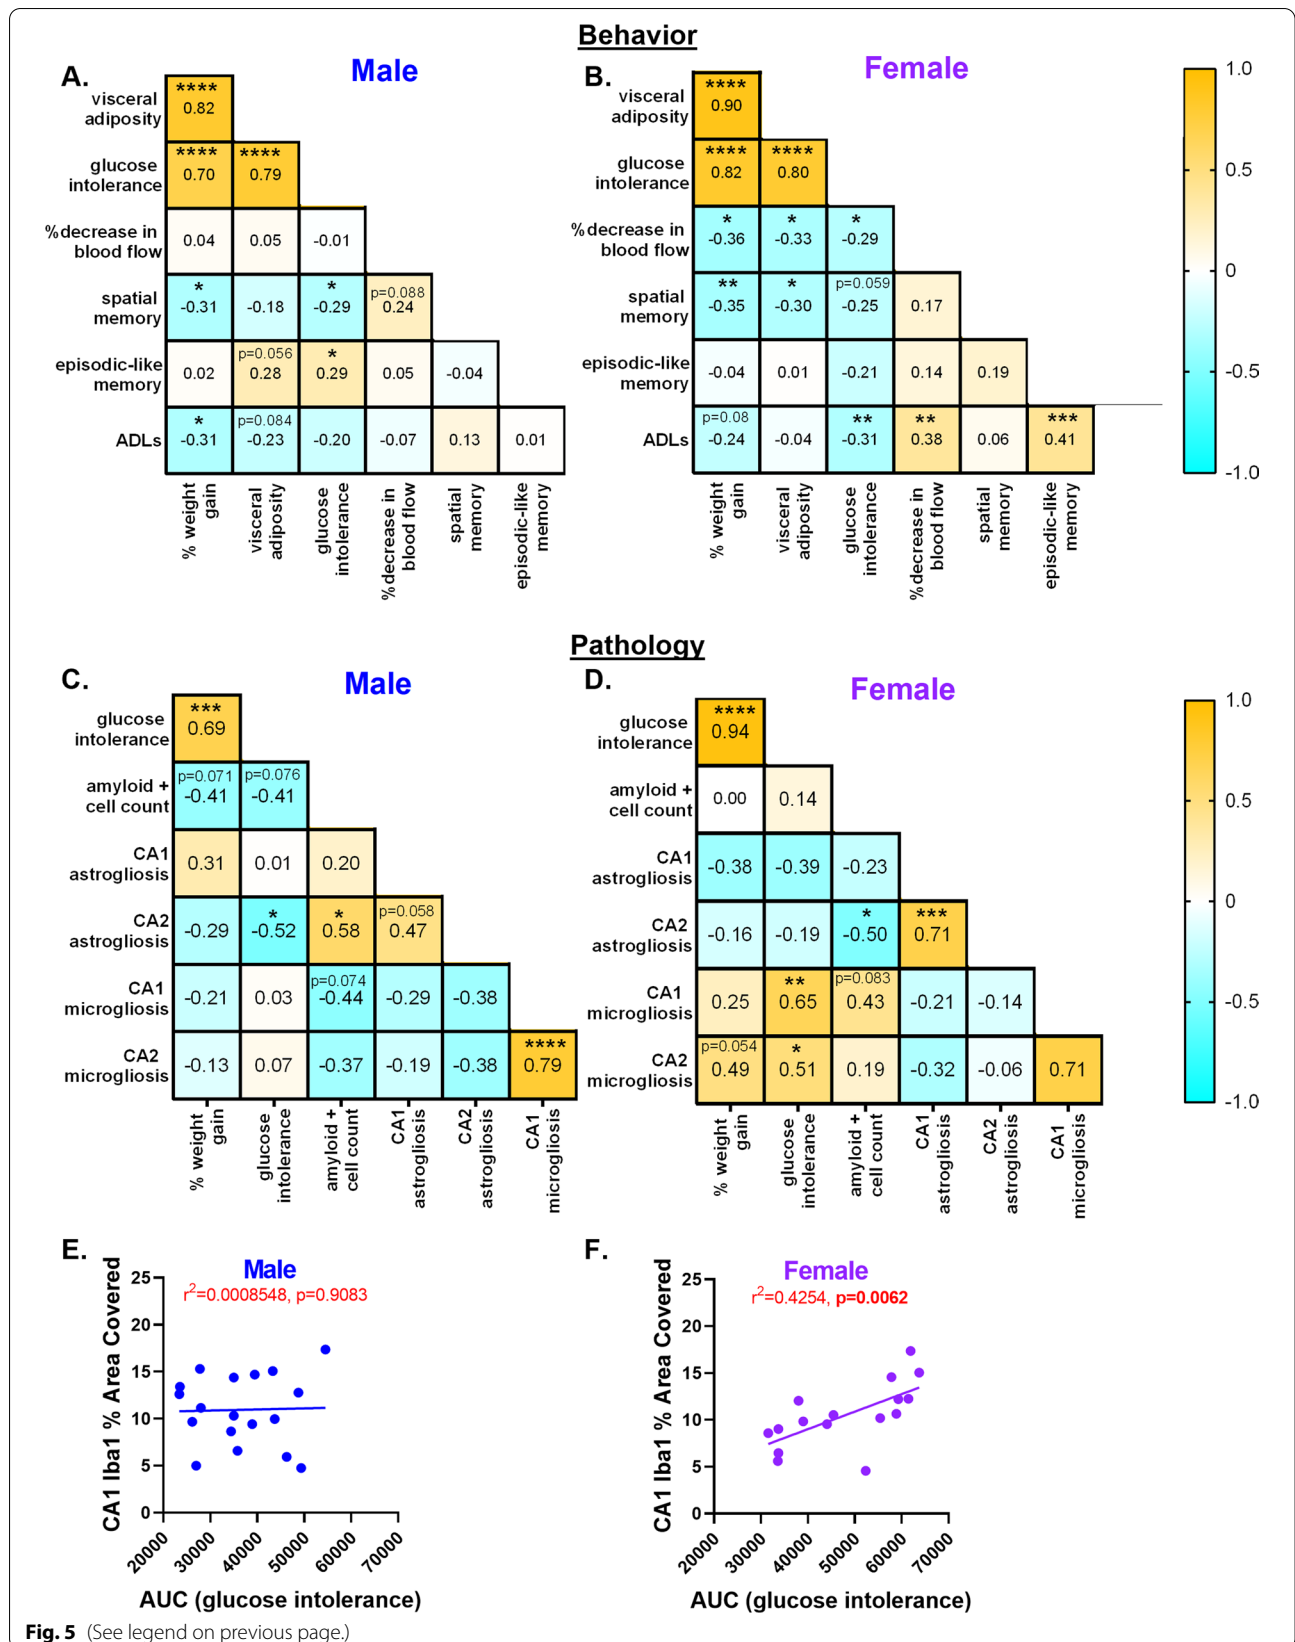 Behavior
A.
Male
visceral
adiposity
****
0.82
glucose
intolerance
****
0.70
****
0.79
%decrease in
blood flow
0.04
0.05
-0.01
spatial
memory
*
-0.31
-0.18
*
-0.29
p=0.088
0.24
episodic-like
memory
0.02
p=0.056
0.28
*
0.29
0.05
-0.04
ADLs
*
-0.31
p=0.084
-0.23
-0.20
-0.07
0.13
0.01
% weight
gain
visceral
adiposity
glucose
intolerance
%decrease in
blood flow
spatial
memory
episodic-like
memory
B.
Female
visceral
adiposity
****
0.90
glucose
intolerance
****
0.82
****
0.80
%decrease in
blood flow
*
-0.36
*
-0.33
*
-0.29
spatial
memory
**
-0.35
*
-0.30
p=0.059
-0.25
0.17
episodic-like
memory
-0.04
0.01
-0.21
0.14
0.19
ADLs
p=0.08
-0.24
-0.04
**
-0.31
**
0.38
0.06
***
0.41
% weight
gain
visceral
adiposity
glucose
intolerance
%decrease in
blood flow
spatial
memory
episodic-like
memory
1.0
0.5
0
-0.5
-1.0
Pathology
C.
Male
glucose
intolerance
***
0.69
amyloid +
cell count
p=0.071
-0.41
p=0.076
-0.41
CA1
astrogliosis
0.31
0.01
0.20
CA2
astrogliosis
-0.29
*
-0.52
*
0.58
p=0.058
0.47
CA1
microgliosis
-0.21
0.03
p=0.074
-0.44
-0.29
-0.38
CA2
microgliosis
-0.13
0.07
-0.37
-0.19
-0.38
****
0.79
% weight
gain
glucose
intolerance
amyloid +
cell count
CA1
astrogliosis
CA2
astrogliosis
CA1
microgliosis
D.
Female
glucose
intolerance
****
0.94
amyloid +
cell count
0.00
0.14
CA1
astrogliosis
-0.38
-0.39
-0.23
CA2
astrogliosis
-0.16
-0.19
*
-0.50
***
0.71
CA1
microgliosis
0.25
**
0.65
p=0.083
0.43
-0.21
-0.14
CA2
microgliosis
p=0.054
0.49
*
0.51
0.19
-0.32
-0.06
0.71
% weight
gain
glucose
intolerance
amyloid +
cell count
CA1
astrogliosis
CA2
astrogliosis
CA1
microgliosis
1.0
0.5
0
-0.5
-1.0
E.
Male
r²=0.0008548, p=0.9083
CA1 Iba1 % Area Covered
25
20
15
10
5
0
20000
30000
40000
50000
60000
70000
AUC (glucose intolerance)
F.
Female
r²=0.4254, p=0.0062
CA1 Iba1 % Area Covered
25
20
15
10
5
0
20000
30000
40000
50000
60000
70000
AUC (glucose intolerance)
Fig. 5 (See legend on previous page.)